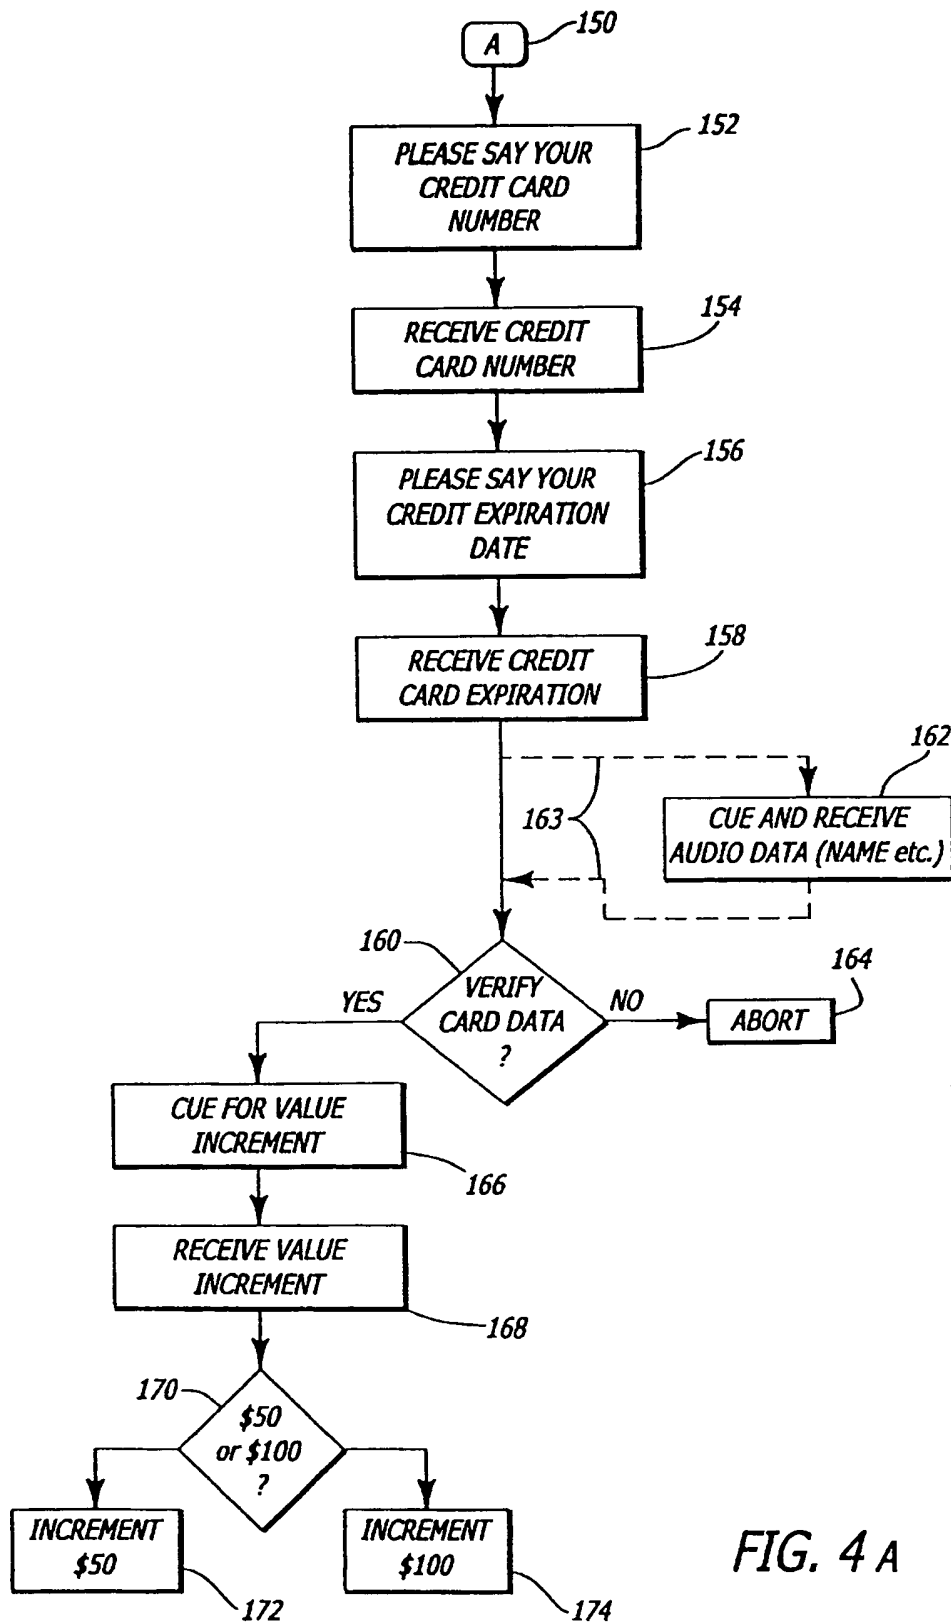 A
150
PLEASE SAY YOUR
CREDIT CARD
NUMBER
152
RECEIVE CREDIT
CARD NUMBER
154
PLEASE SAY YOUR
CREDIT EXPIRATION
DATE
156
RECEIVE CREDIT
CARD EXPIRATION
158
163
CUE AND RECEIVE
AUDIO DATA (NAME etc.)
162
160
VERIFY
CARD DATA
?
YES
NO
ABORT
164
CUE FOR VALUE
INCREMENT
166
RECEIVE VALUE
INCREMENT
168
170
$50
or $100
?
INCREMENT
$50
172
INCREMENT
$100
174
FIG. 4 A